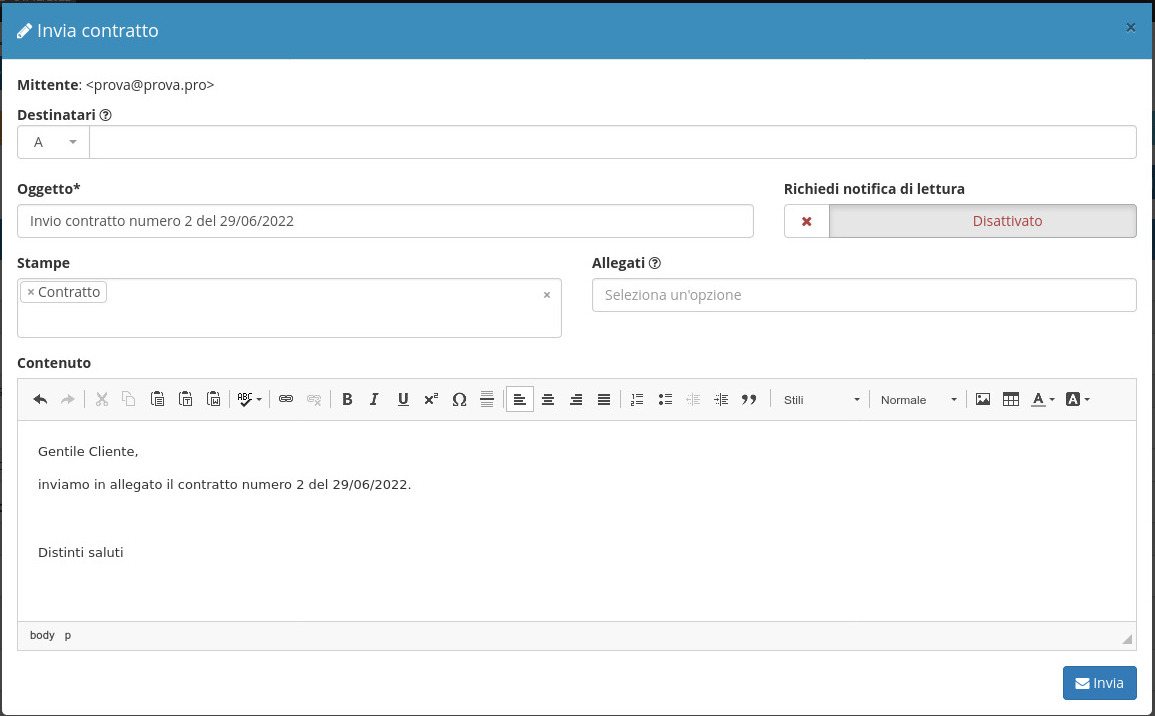 Invia contratto
×
Mittente: <prova@prova.pro>
Destinatari ?
A
Oggetto*
Richiedi notifica di lettura
Invio contratto numero 2 del 29/06/2022
Disattivato
Stampe
Allegati ?
× Contratto
×
Seleziona un'opzione
Contenuto
ABC B I U x² Ω Stili Normale A A
Gentile Cliente,
inviamo in allegato il contratto numero 2 del 29/06/2022.
Distinti saluti
body p
Invia